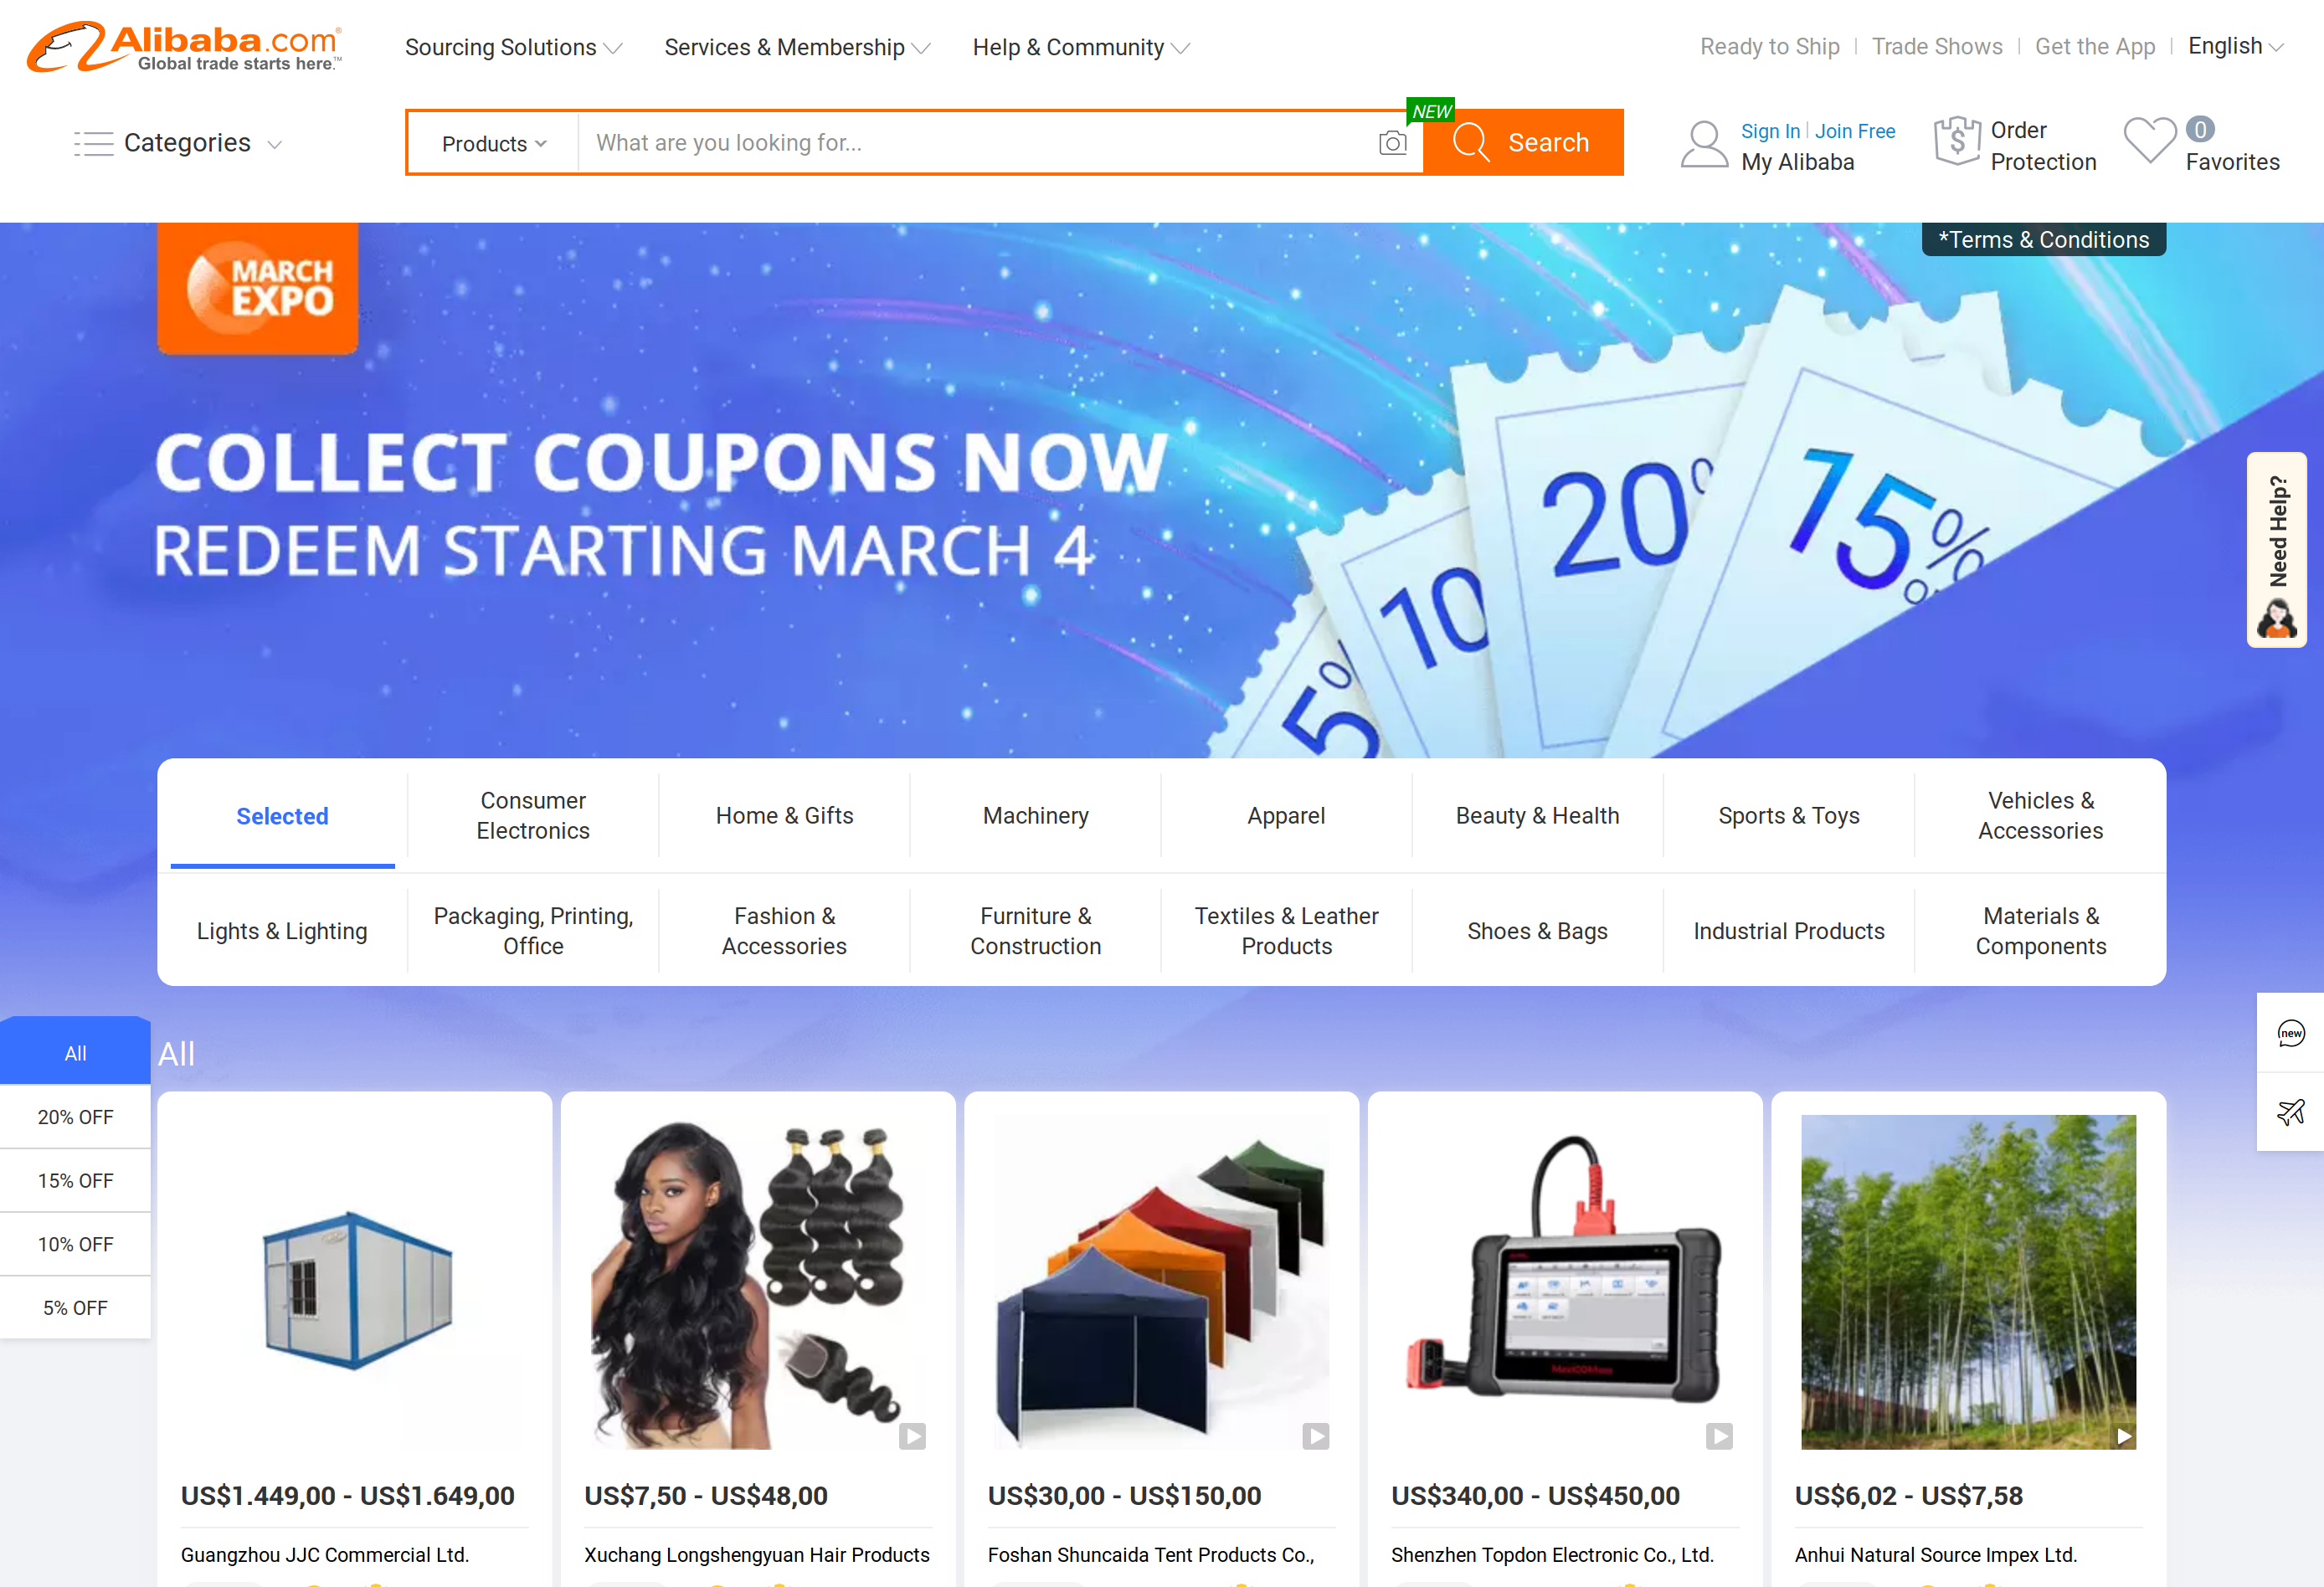 Alibaba.com
Global trade starts here.™
Sourcing Solutions
Services & Membership
Help & Community
Ready to Ship
Trade Shows
Get the App
English
Categories
Products
What are you looking for...
NEW
Search
Sign In
Join Free
My Alibaba
Order
Protection
0
Favorites
MARCH
EXPO
*Terms & Conditions
COLLECT COUPONS NOW
REDEEM STARTING MARCH 4
5%
10
20%
15%
Need Help?
Selected
Consumer
Electronics
Home & Gifts
Machinery
Apparel
Beauty & Health
Sports & Toys
Vehicles &
Accessories
Lights & Lighting
Packaging, Printing,
Office
Fashion &
Accessories
Furniture &
Construction
Textiles & Leather
Products
Shoes & Bags
Industrial Products
Materials &
Components
new
All
20% OFF
15% OFF
10% OFF
5% OFF
All
US$1.449,00 - US$1.649,00
Guangzhou JJC Commercial Ltd.
US$7,50 - US$48,00
Xuchang Longshengyuan Hair Products
US$30,00 - US$150,00
Foshan Shuncaida Tent Products Co.,
US$340,00 - US$450,00
Shenzhen Topdon Electronic Co., Ltd.
US$6,02 - US$7,58
Anhui Natural Source Impex Ltd.